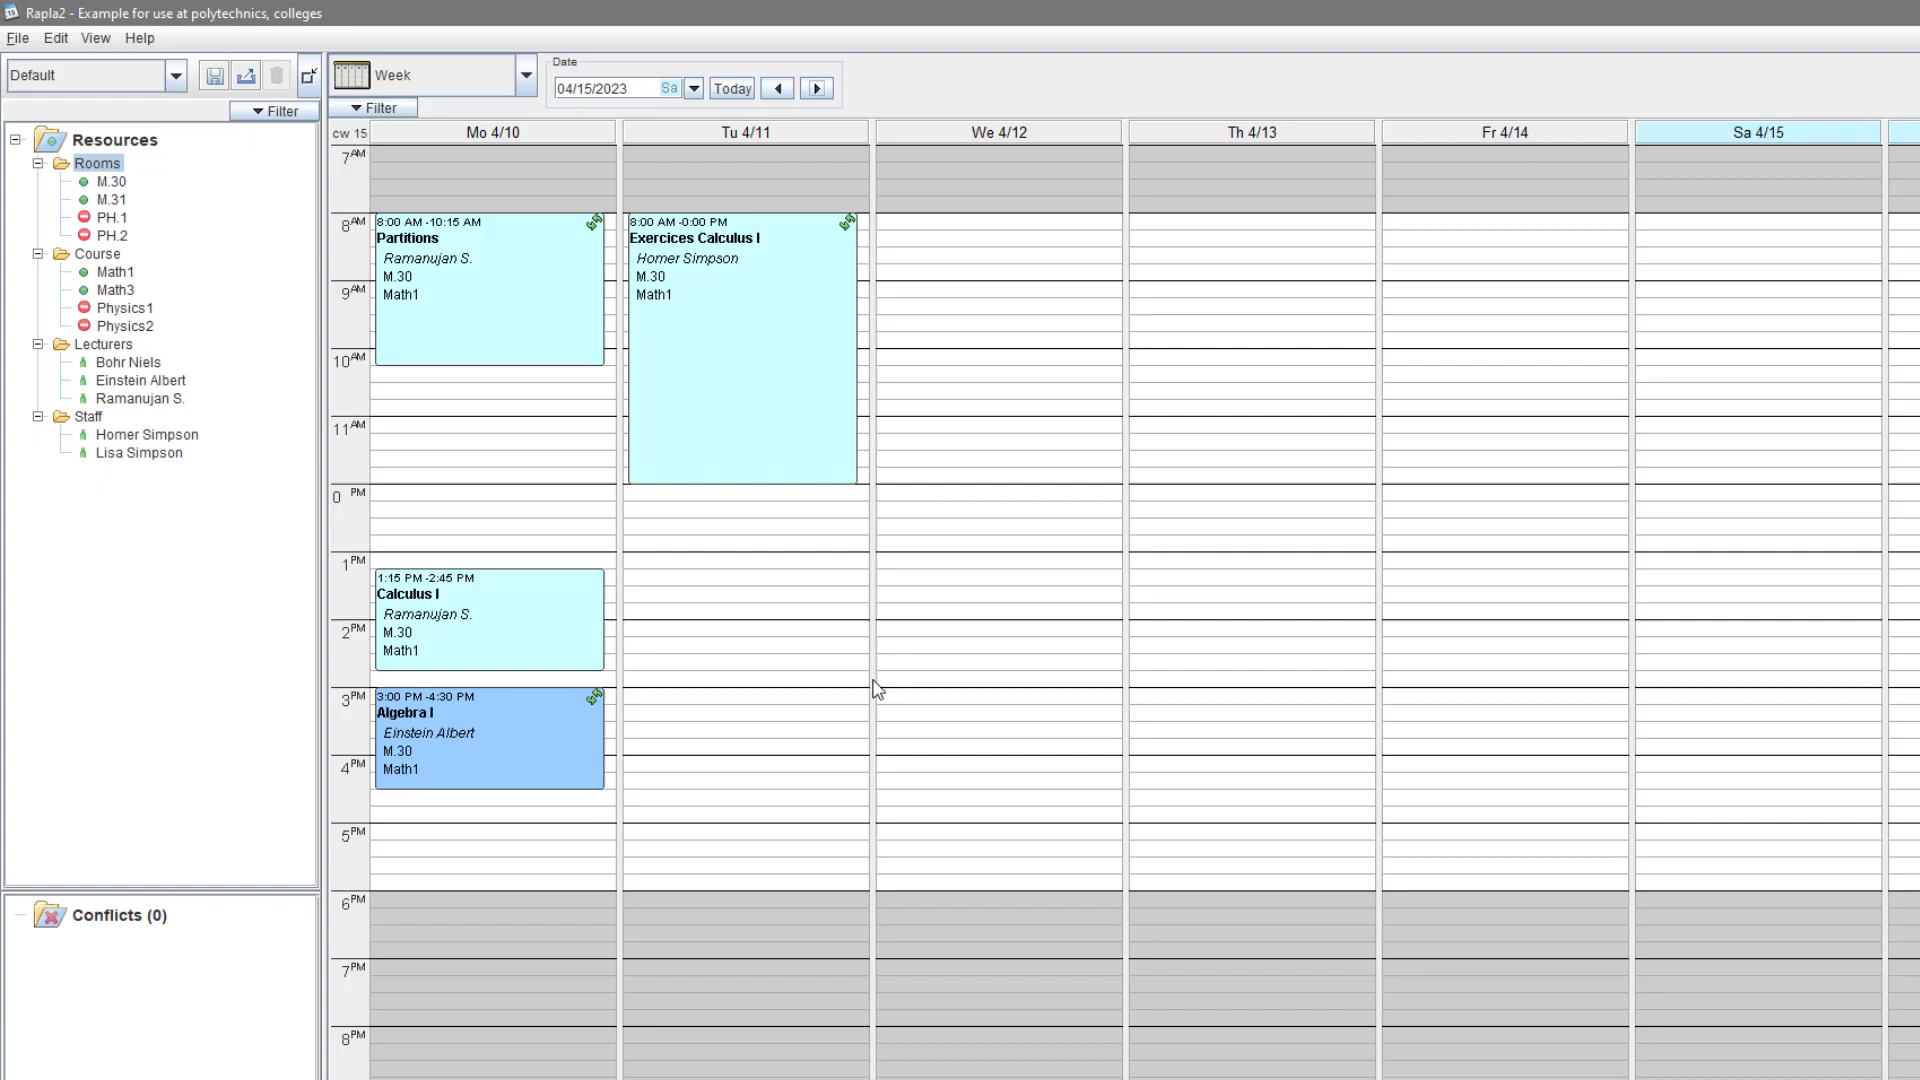 Rapla2 - Example for use at polytechnics, colleges
File Edit View Help
Default
Filter
Resources
Rooms
M.30
M.31
PH.1
PH.2
Course
Math1
Math3
Physics1
Physics2
Lecturers
Bohr Niels
Einstein Albert
Ramanujan S.
Staff
Homer Simpson
Lisa Simpson
Conflicts (0)
Week
Date
04/15/2023 Sa
Today
Filter
cw 15 Mo 4/10 Tu 4/11 We 4/12 Th 4/13 Fr 4/14 Sa 4/15
7AM
8AM
9AM
10AM
11AM
0 PM
1PM
2PM
3PM
4PM
5PM
6PM
7PM
8PM
8:00 AM -10:15 AM
Partitions
Ramanujan S.
M.30
Math1
1:15 PM -2:45 PM
Calculus I
Ramanujan S.
M.30
Math1
3:00 PM -4:30 PM
Algebra I
Einstein Albert
M.30
Math1
8:00 AM -0:00 PM
Exercices Calculus I
Homer Simpson
M.30
Math1